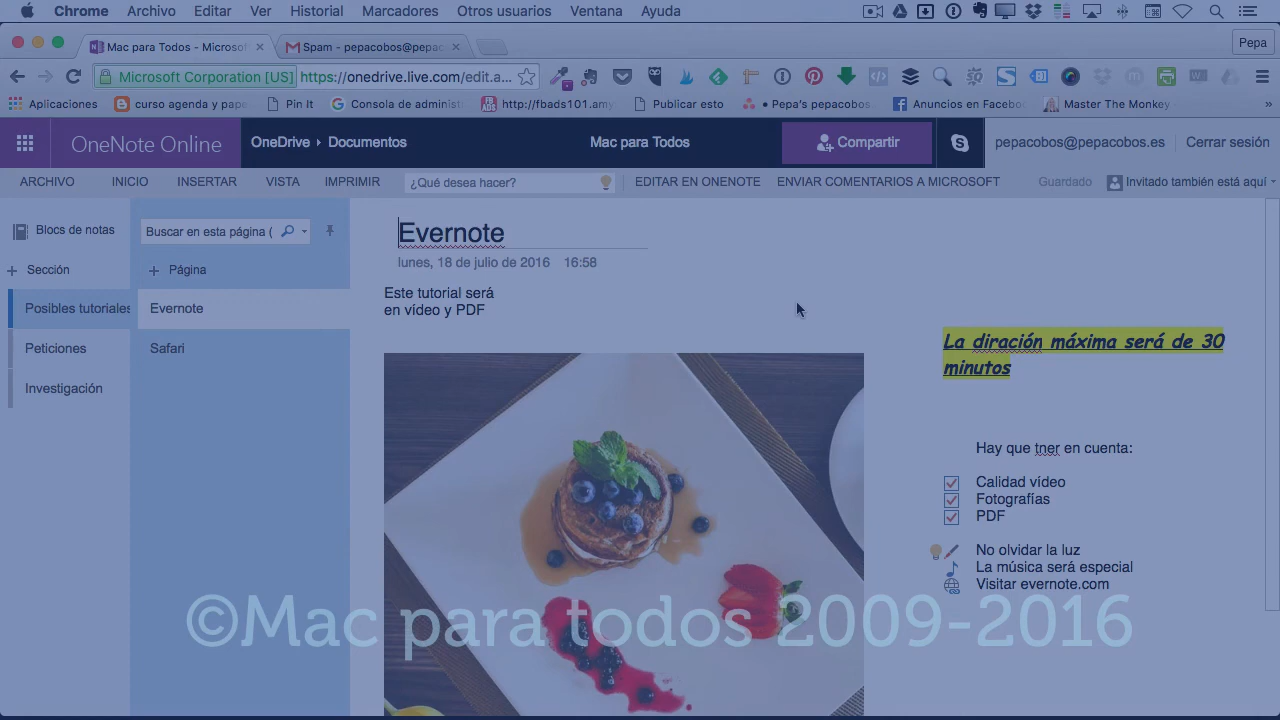 Chrome Archivo Editar Ver Historial Marcadores Otros usuarios Ventana Ayuda
Mac para Todos - Microsof Spam - pepacobos@pepac Pepa
Microsoft Corporation [US] https://onedrive.live.com/edit.a...
Aplicaciones curso agenda y pape Pin It Consola de administ http://fbads101.amy Publicar esto • Pepa's pepacobos Anuncios en Facebo Master The Monkey »
OneNote Online OneDrive Documentos Mac para Todos Compartir pepacobos@pepacobos.es Cerrar sesión
ARCHIVO INICIO INSERTAR VISTA IMPRIMIR ¿Qué desea hacer? EDITAR EN ONENOTE ENVIAR COMENTARIOS A MICROSOFT Guardado Invitado también está aquí
Blocs de notas
Buscar en esta página (
+ Sección
+ Página
Posibles tutoriales
Peticiones
Investigación
Evernote
Safari
Evernote
lunes, 18 de julio de 2016 16:58
Este tutorial será
en vídeo y PDF
La diración máxima será de 30
minutos
Hay que tner en cuenta:
Calidad vídeo
Fotografías
PDF
No olvidar la luz
La música será especial
Visitar evernote.com
©Mac para todos 2009-2016